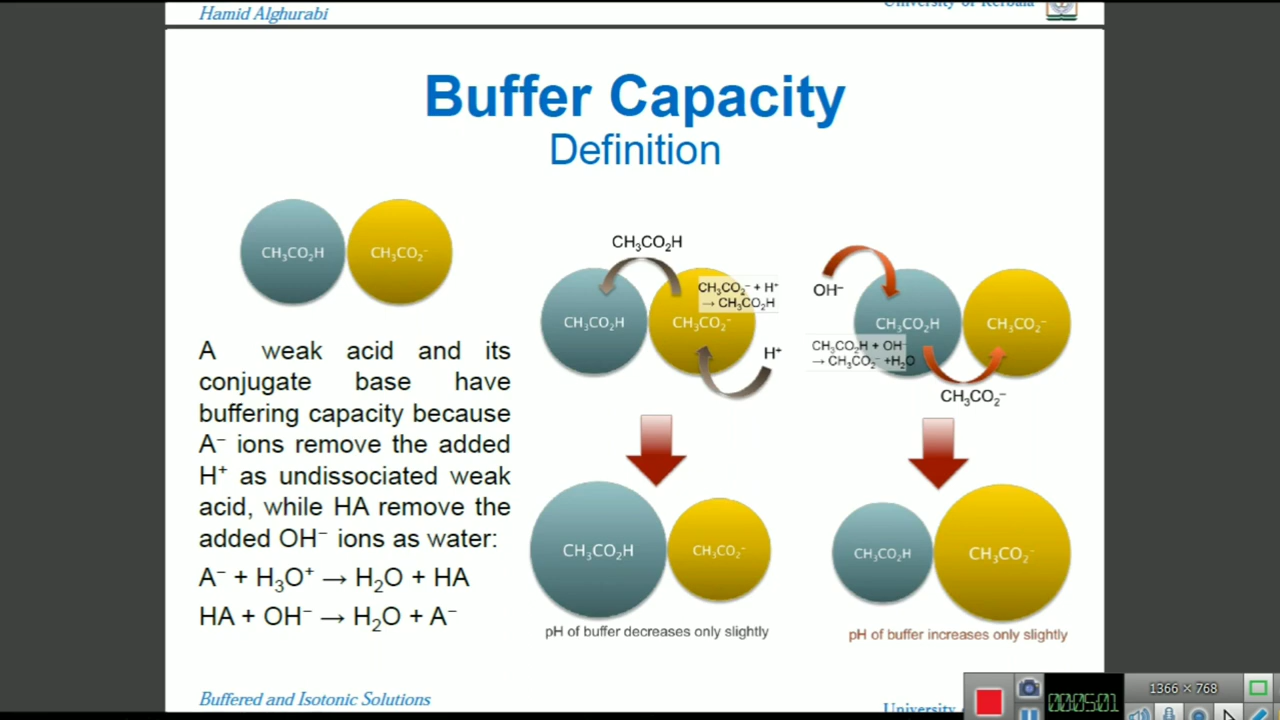 Hamid Alghurabi
University of Kerbala
Buffer Capacity
Definition
CH₃CO₂H
CH₃CO₂⁻
A weak acid and its
conjugate base have
buffering capacity because
A⁻ ions remove the added
H⁺ as undissociated weak
acid, while HA remove the
added OH⁻ ions as water:
A⁻ + H₃O⁺ → H₂O + HA
HA + OH⁻ → H₂O + A⁻
CH₃CO₂H
CH₃CO₂H
CH₃CO₂⁻
CH₃CO₂⁻ + H⁺
→ CH₃CO₂H
H⁺
CH₃CO₂H
CH₃CO₂⁻
pH of buffer decreases only slightly
OH⁻
CH₃CO₂H
CH₃CO₂⁻
CH₃CO₂H + OH⁻
→ CH₃CO₂⁻ +H₂O
CH₃CO₂⁻
CH₃CO₂H
CH₃CO₂⁻
pH of buffer increases only slightly
Buffered and Isotonic Solutions
University
1366 × 768
00:05:01